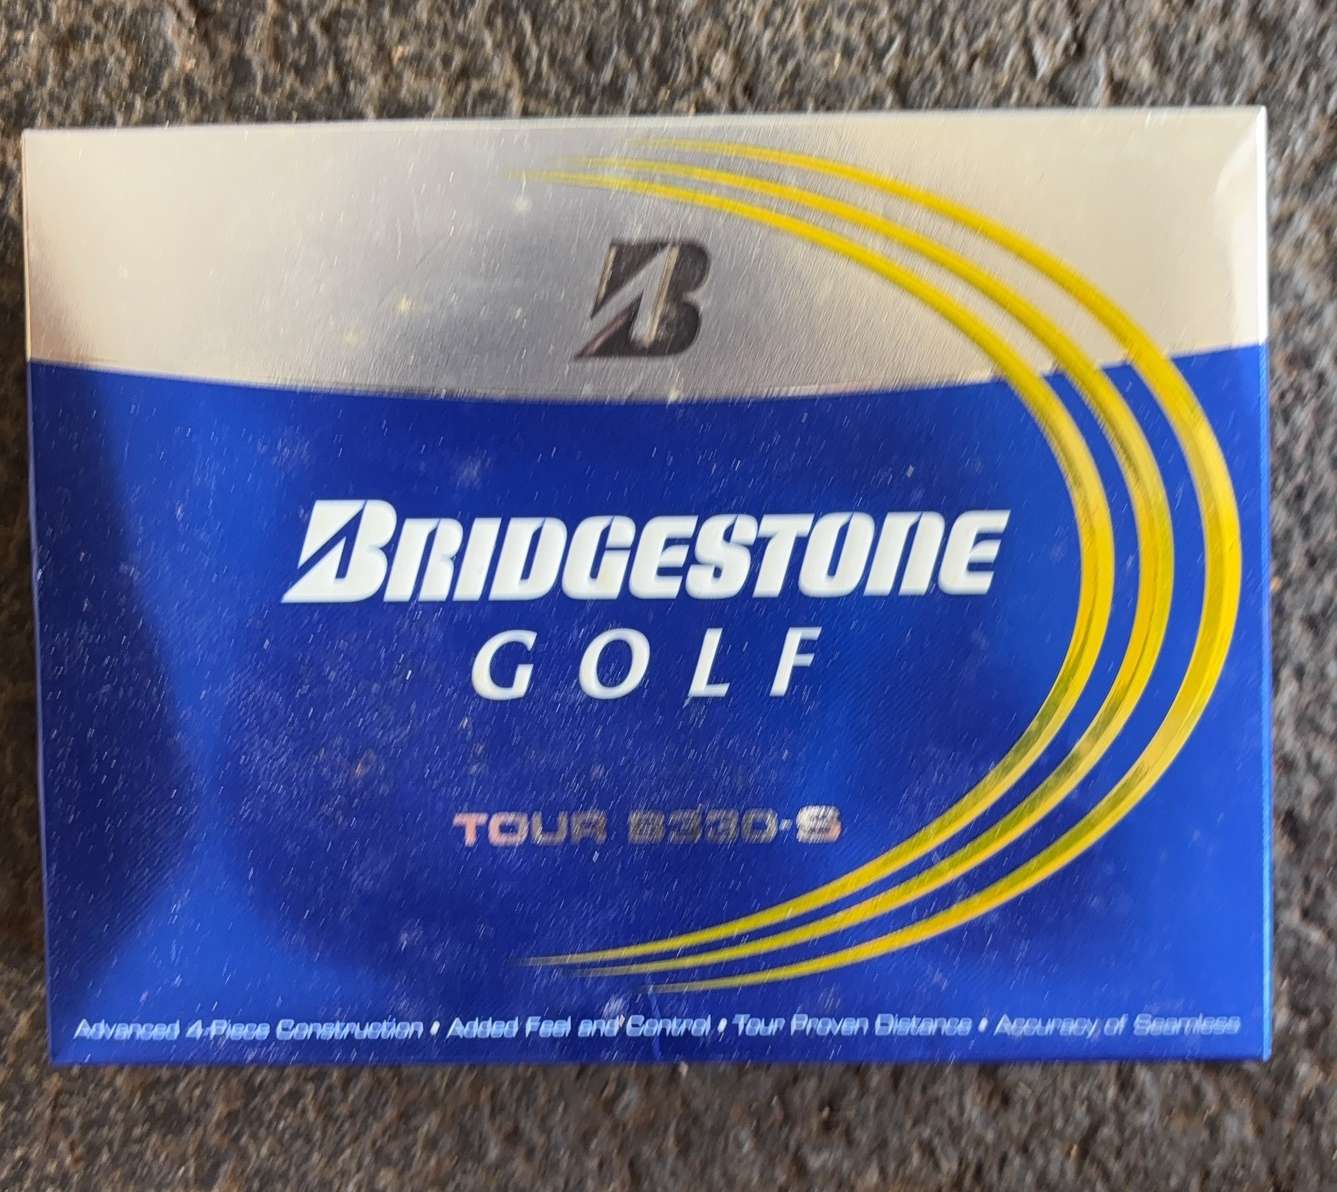 B
BRIDGESTONE
GOLF
TOUR B330-S
Advanced 4-Piece Construction • Added Feel and Control • Tour Proven Distance • Accuracy of Seamless